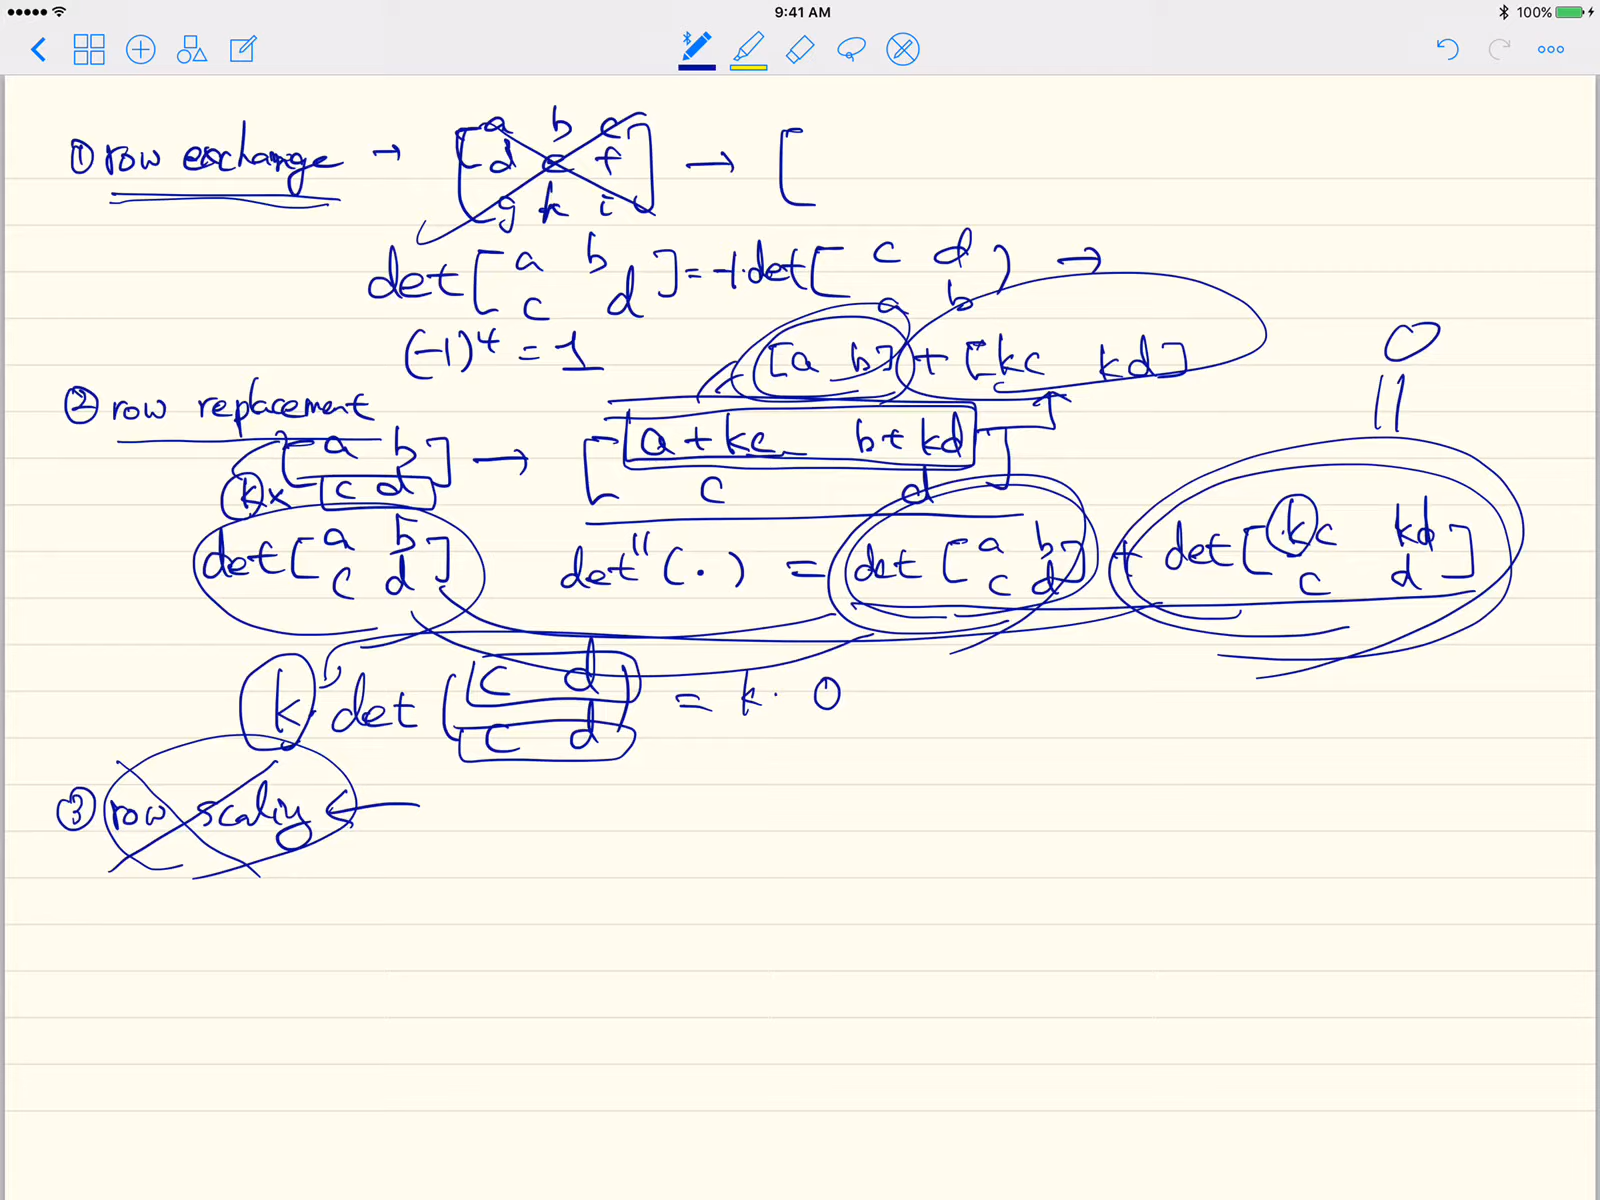 9:41 AM
100%
① row exchange → [ a b c
d e f
g h i ] → [
det [ a b
c d ] = -1·det [ c d
a b ] →
(-1)⁴ = 1
[a b] + [kc kd]
0
||
② row replacement
[ a b
k× c d ] → [ a + kc b + kd
c d ]
det [ a b
c d ] det (·) = det [ a b
c d ] + det [ kc kd
c d ]
k · det ( c d
c d ) = k · 0
③ row scaling ←